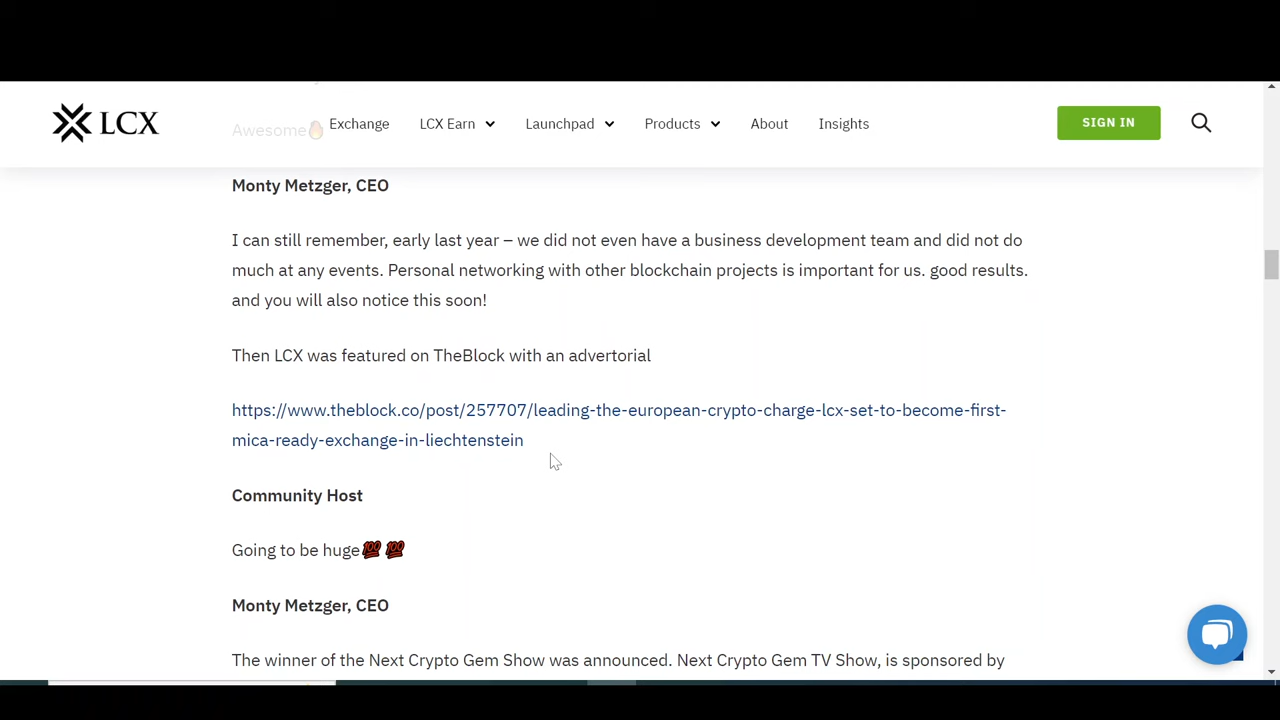 LCX
Awesome🔥
Exchange
LCX Earn
Launchpad
Products
About
Insights
SIGN IN
Monty Metzger, CEO
I can still remember, early last year – we did not even have a business development team and did not do
much at any events. Personal networking with other blockchain projects is important for us. good results.
and you will also notice this soon!
Then LCX was featured on TheBlock with an advertorial
https://www.theblock.co/post/257707/leading-the-european-crypto-charge-lcx-set-to-become-first-
mica-ready-exchange-in-liechtenstein
Community Host
Going to be huge💯 💯
Monty Metzger, CEO
The winner of the Next Crypto Gem Show was announced. Next Crypto Gem TV Show, is sponsored by